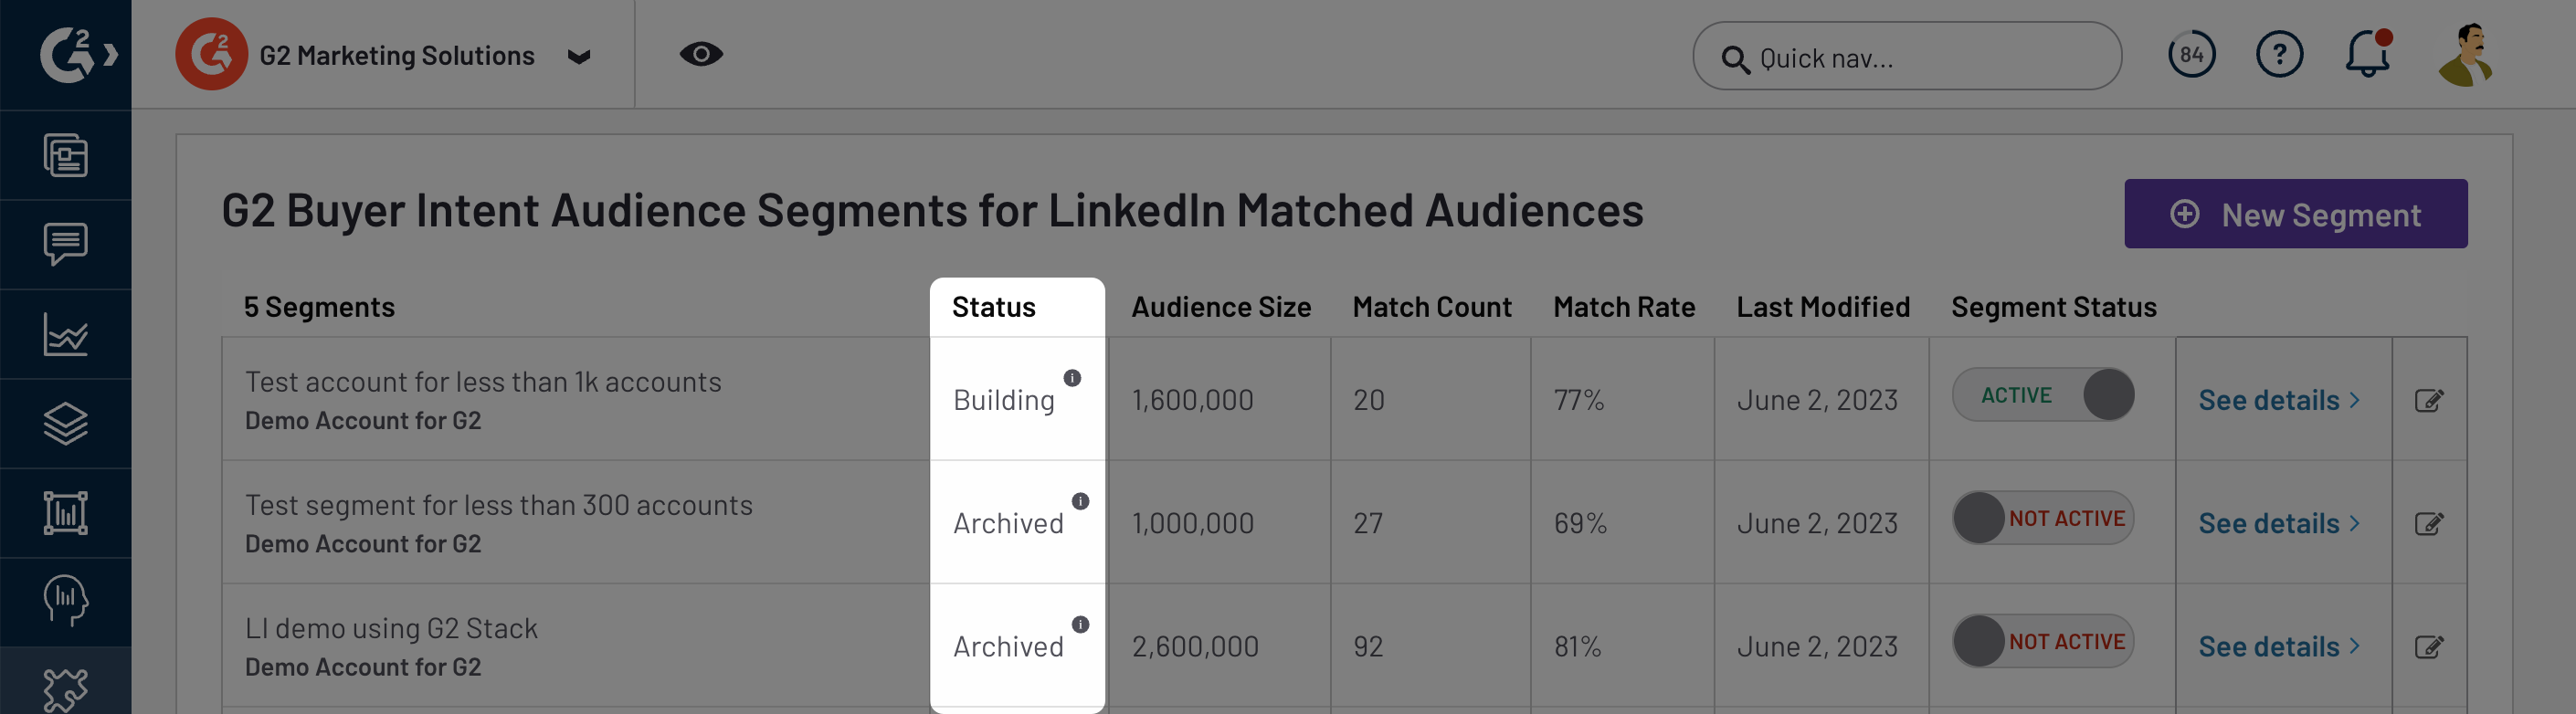 G2
G2
G2 Marketing Solutions
Quick nav...
84
?
G2 Buyer Intent Audience Segments for LinkedIn Matched Audiences
New Segment
5 Segments Status Audience Size Match Count Match Rate Last Modified Segment Status
Test account for less than 1k accounts
Demo Account for G2
Building i 1,600,000 20 77% June 2, 2023 ACTIVE See details >
Test segment for less than 300 accounts
Demo Account for G2
Archived i 1,000,000 27 69% June 2, 2023 NOT ACTIVE See details >
LI demo using G2 Stack
Demo Account for G2
Archived i 2,600,000 92 81% June 2, 2023 NOT ACTIVE See details >